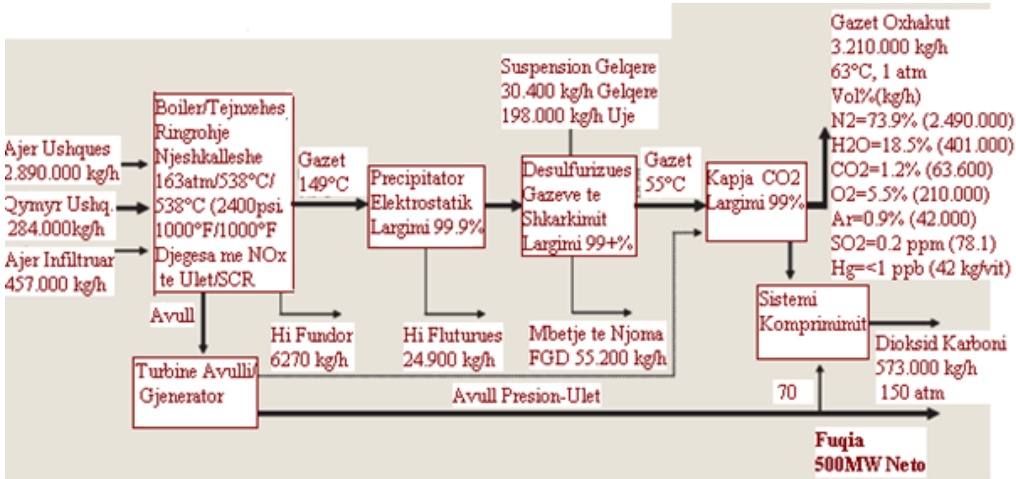 Ajer Ushques
2.890.000 kg/h
Qymyr Ushq.
284.000kg/h
Ajer Infiltruar
457.000 kg/h
Boiler/Tejnxehes
Ringrohje
Njeshkalleshe
163atm/538°C/
538°C (2400psi.
1000°F/1000°F
Djegesa me NOx
te Ulet/SCR
Avull
Turbine Avulli/
Gjenerator
Hi Fundor
6270 kg/h
Gazet
149°C
Precipitator
Elektrostatik
Largimi 99.9%
Hi Fluturues
24.900 kg/h
Suspension Gelqere
30.400 kg/h Gelqere
198.000 kg/h Uje
Desulfurizues
Gazeve te
Shkarkimit
Largimi 99+%
Mbetje te Njoma
FGD 55.200 kg/h
Gazet
55°C
Kapja CO2
Largimi 99%
Gazet Oxhakut
3.210.000 kg/h
63°C, 1 atm
Vol%(kg/h)
N2=73.9% (2.490.000)
H2O=18.5% (401.000)
CO2=1.2% (63.600)
O2=5.5% (210.000)
Ar=0.9% (42.000)
SO2=0.2 ppm (78.1)
Hg=<1 ppb (42 kg/vit)
Sistemi
Komprimimit
Dioksid Karboni
573.000 kg/h
150 atm
Avull Presion-Ulet
70
Fuqia
500MW Neto